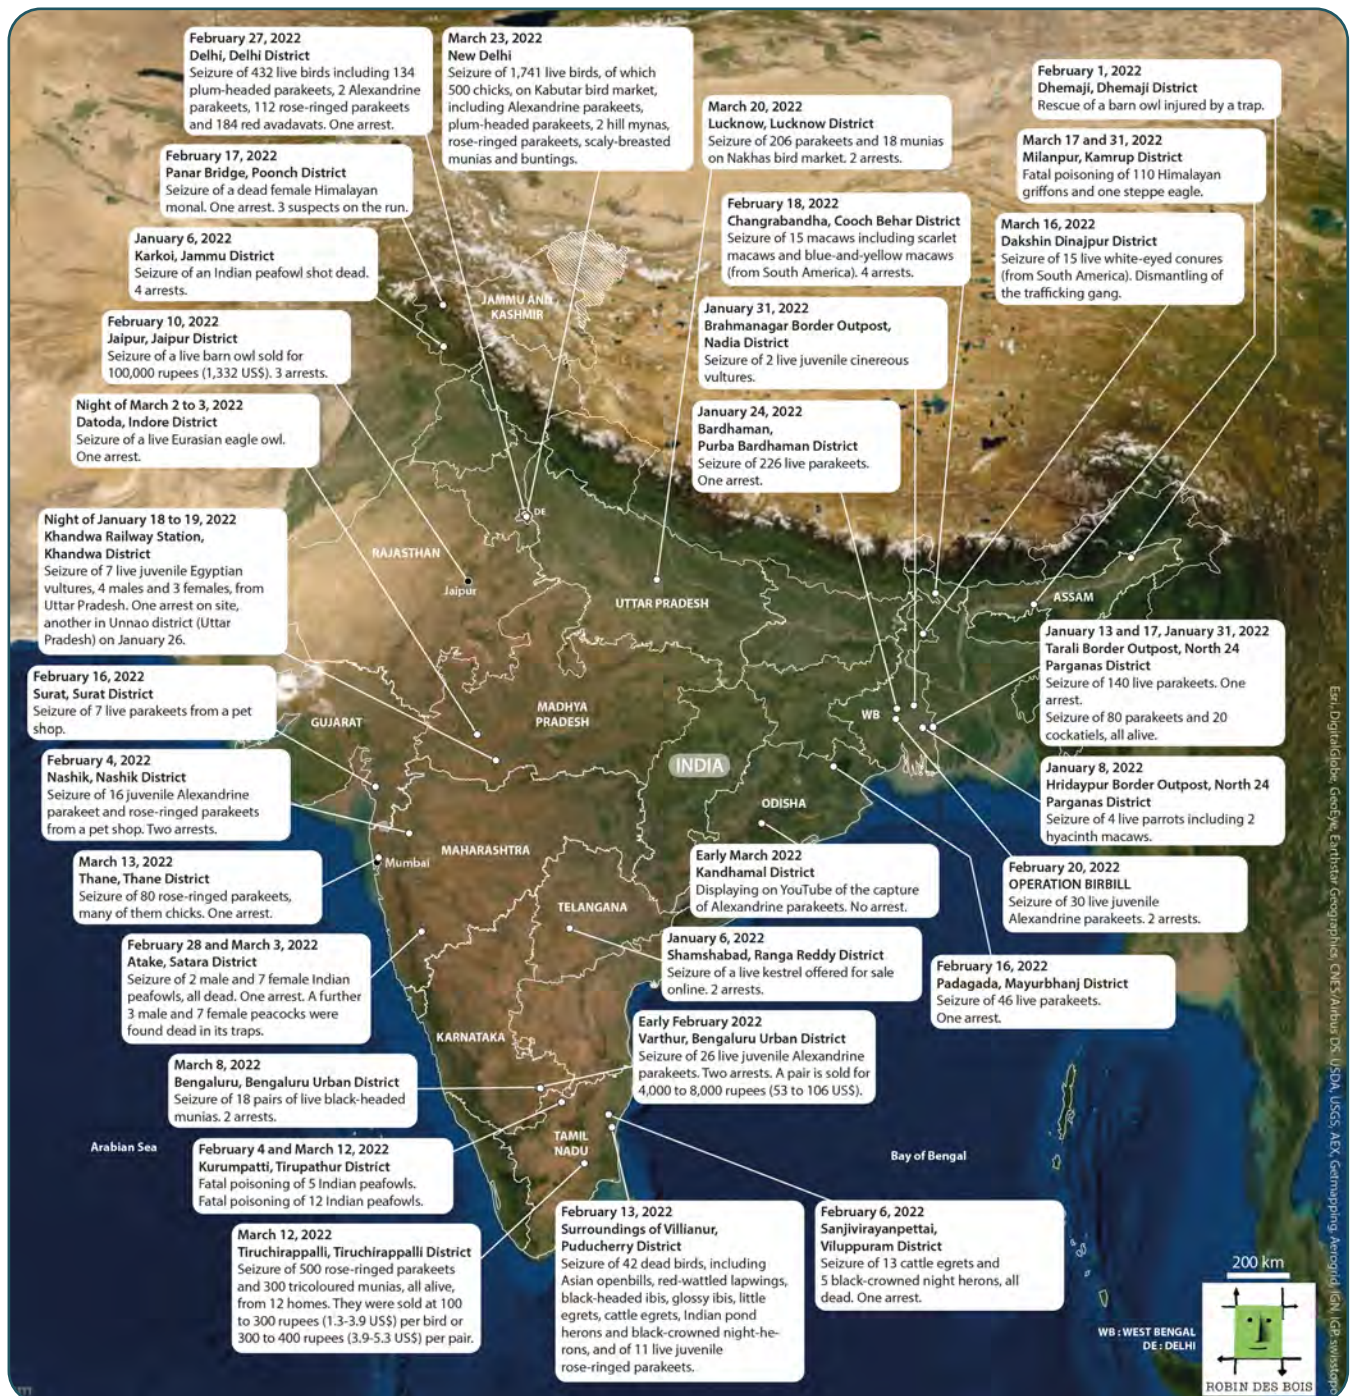 February 27, 2022
Delhi, Delhi District
Seizure of 432 live birds including 134
plum-headed parakeets, 2 Alexandrine
parakeets, 112 rose-ringed parakeets
and 184 red avadavats. One arrest.
March 23, 2022
New Delhi
Seizure of 1,741 live birds, of which
500 chicks, on Kabutar bird market,
including Alexandrine parakeets,
plum-headed parakeets, 2 hill mynas,
rose-ringed parakeets, scaly-breasted
munias and buntings.
March 20, 2022
Lucknow, Lucknow District
Seizure of 206 parakeets and 18 munias
on Nakhas bird market. 2 arrests.
February 1, 2022
Dhemaji, Dhemaji District
Rescue of a barn owl injured by a trap.
March 17 and 31, 2022
Milanpur, Kamrup District
Fatal poisoning of 110 Himalayan
griffons and one steppe eagle.
February 17, 2022
Panar Bridge, Poonch District
Seizure of a dead female Himalayan
monal. One arrest. 3 suspects on the run.
February 18, 2022
Changrabandha, Cooch Behar District
Seizure of 15 macaws including scarlet
macaws and blue-and-yellow macaws
(from South America). 4 arrests.
March 16, 2022
Dakshin Dinajpur District
Seizure of 15 live white-eyed conures
(from South America). Dismantling of
the trafficking gang.
January 6, 2022
Karkoi, Jammu District
Seizure of an Indian peafowl shot dead.
4 arrests.
JAMMU AND
KASHMIR
January 31, 2022
Brahmanagar Border Outpost,
Nadia District
Seizure of 2 live juvenile cinereous
vultures.
February 10, 2022
Jaipur, Jaipur District
Seizure of a live barn owl sold for
100,000 rupees (1,332 US$). 3 arrests.
Night of March 2 to 3, 2022
Datoda, Indore District
Seizure of a live Eurasian eagle owl.
One arrest.
January 24, 2022
Bardhaman,
Purba Bardhaman District
Seizure of 226 live parakeets.
One arrest.
Night of January 18 to 19, 2022
Khandwa Railway Station,
Khandwa District
Seizure of 7 live juvenile Egyptian
vultures, 4 males and 3 females, from
Uttar Pradesh. One arrest on site,
another in Unnao district (Uttar
Pradesh) on January 26.
DE
RAJASTHAN
Jaipur
UTTAR PRADESH
ASSAM
January 13 and 17, January 31, 2022
Tarali Border Outpost, North 24
Parganas District
Seizure of 140 live parakeets. One
arrest.
Seizure of 80 parakeets and 20
cockatiels, all alive.
February 16, 2022
Surat, Surat District
Seizure of 7 live parakeets from a pet
shop.
GUJARAT
MADHYA
PRADESH
WB
INDIA
February 4, 2022
Nashik, Nashik District
Seizure of 16 juvenile Alexandrine
parakeet and rose-ringed parakeets
from a pet shop. Two arrests.
January 8, 2022
Hridaypur Border Outpost, North 24
Parganas District
Seizure of 4 live parrots including 2
hyacinth macaws.
ODISHA
MAHARASHTRA
Mumbai
March 13, 2022
Thane, Thane District
Seizure of 80 rose-ringed parakeets,
many of them chicks. One arrest.
Early March 2022
Kandhamal District
Displaying on YouTube of the capture
of Alexandrine parakeets. No arrest.
February 20, 2022
OPERATION BIRBILL
Seizure of 30 live juvenile
Alexandrine parakeets. 2 arrests.
TELANGANA
February 28 and March 3, 2022
Atake, Satara District
Seizure of 2 male and 7 female Indian
peafowls, all dead. One arrest. A further
3 male and 7 female peacocks were
found dead in its traps.
January 6, 2022
Shamshabad, Ranga Reddy District
Seizure of a live kestrel offered for sale
online. 2 arrests.
February 16, 2022
Padagada, Mayurbhanj District
Seizure of 46 live parakeets.
One arrest.
KARNATAKA
Early February 2022
Varthur, Bengaluru Urban District
Seizure of 26 live juvenile Alexandrine
parakeets. Two arrests. A pair is sold for
4,000 to 8,000 rupees (53 to 106 US$).
March 8, 2022
Bengaluru, Bengaluru Urban District
Seizure of 18 pairs of live black-headed
munias. 2 arrests.
Arabian Sea
February 4 and March 12, 2022
Kurumpatti, Tirupathur District
Fatal poisoning of 5 Indian peafowls.
Fatal poisoning of 12 Indian peafowls.
TAMIL
NADU
Bay of Bengal
March 12, 2022
Tiruchirappalli, Tiruchirappalli District
Seizure of 500 rose-ringed parakeets
and 300 tricoloured munias, all alive,
from 12 homes. They were sold at 100
to 300 rupees (1.3-3.9 US$) per bird or
300 to 400 rupees (3.9-5.3 US$) per pair.
February 13, 2022
Surroundings of Villianur,
Puducherry District
Seizure of 42 dead birds, including
Asian openbills, red-wattled lapwings,
black-headed ibis, glossy ibis, little
egrets, cattle egrets, Indian pond
herons and black-crowned night-he-
rons, and of 11 live juvenile
rose-ringed parakeets.
February 6, 2022
Sanjivirayanpettai,
Viluppuram District
Seizure of 13 cattle egrets and
5 black-crowned night herons, all
dead. One arrest.
200 km
WB : WEST BENGAL
DE : DELHI
ROBIN DES BOIS
Esri, DigitalGlobe, GeoEye, Earthstar Geographics, CNES/Airbus DS, USDA, USGS, AEX, Getmapping, Aerogrid, IGN, IGP, swisstopo